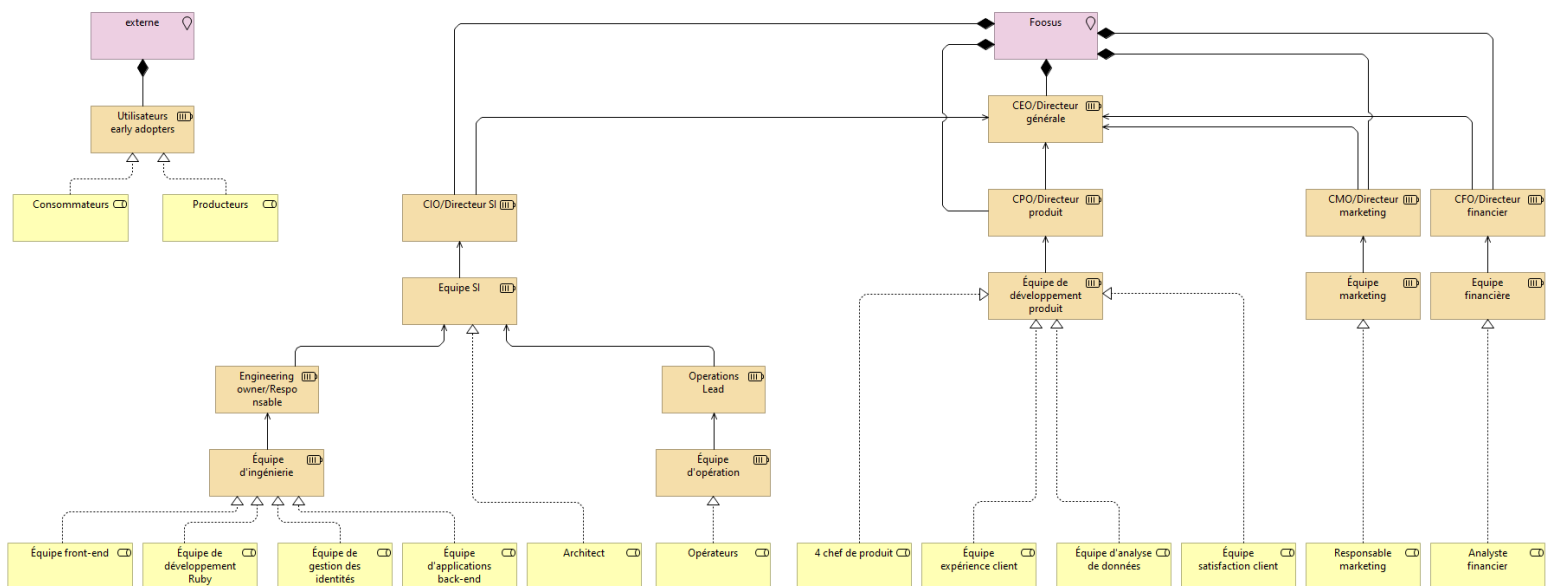 externe
Foosus
Utilisateurs
early adopters
CEO/Directeur
générale
Consommateurs
Producteurs
CIO/Directeur SI
CPO/Directeur
produit
CMO/Directeur
marketing
CFO/Directeur
financier
Equipe SI
Équipe de
développement
produit
Équipe
marketing
Equipe
financière
Engineering
owner/Respo
nsable
Operations
Lead
Équipe
d'ingénierie
Équipe
d'opération
Équipe front-end
Équipe de
développement
Ruby
Équipe de
gestion des
identités
Équipe
d'applications
back-end
Architect
Opérateurs
4 chef de produit
Équipe
expérience client
Équipe d'analyse
de données
Équipe
satisfaction client
Responsable
marketing
Analyste
financier